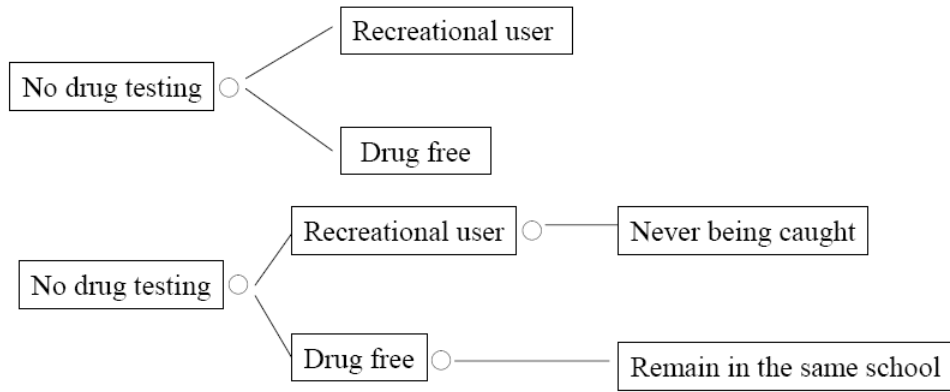 Recreational user
No drug testing
Drug free
Recreational user
Never being caught
No drug testing
Drug free
Remain in the same school